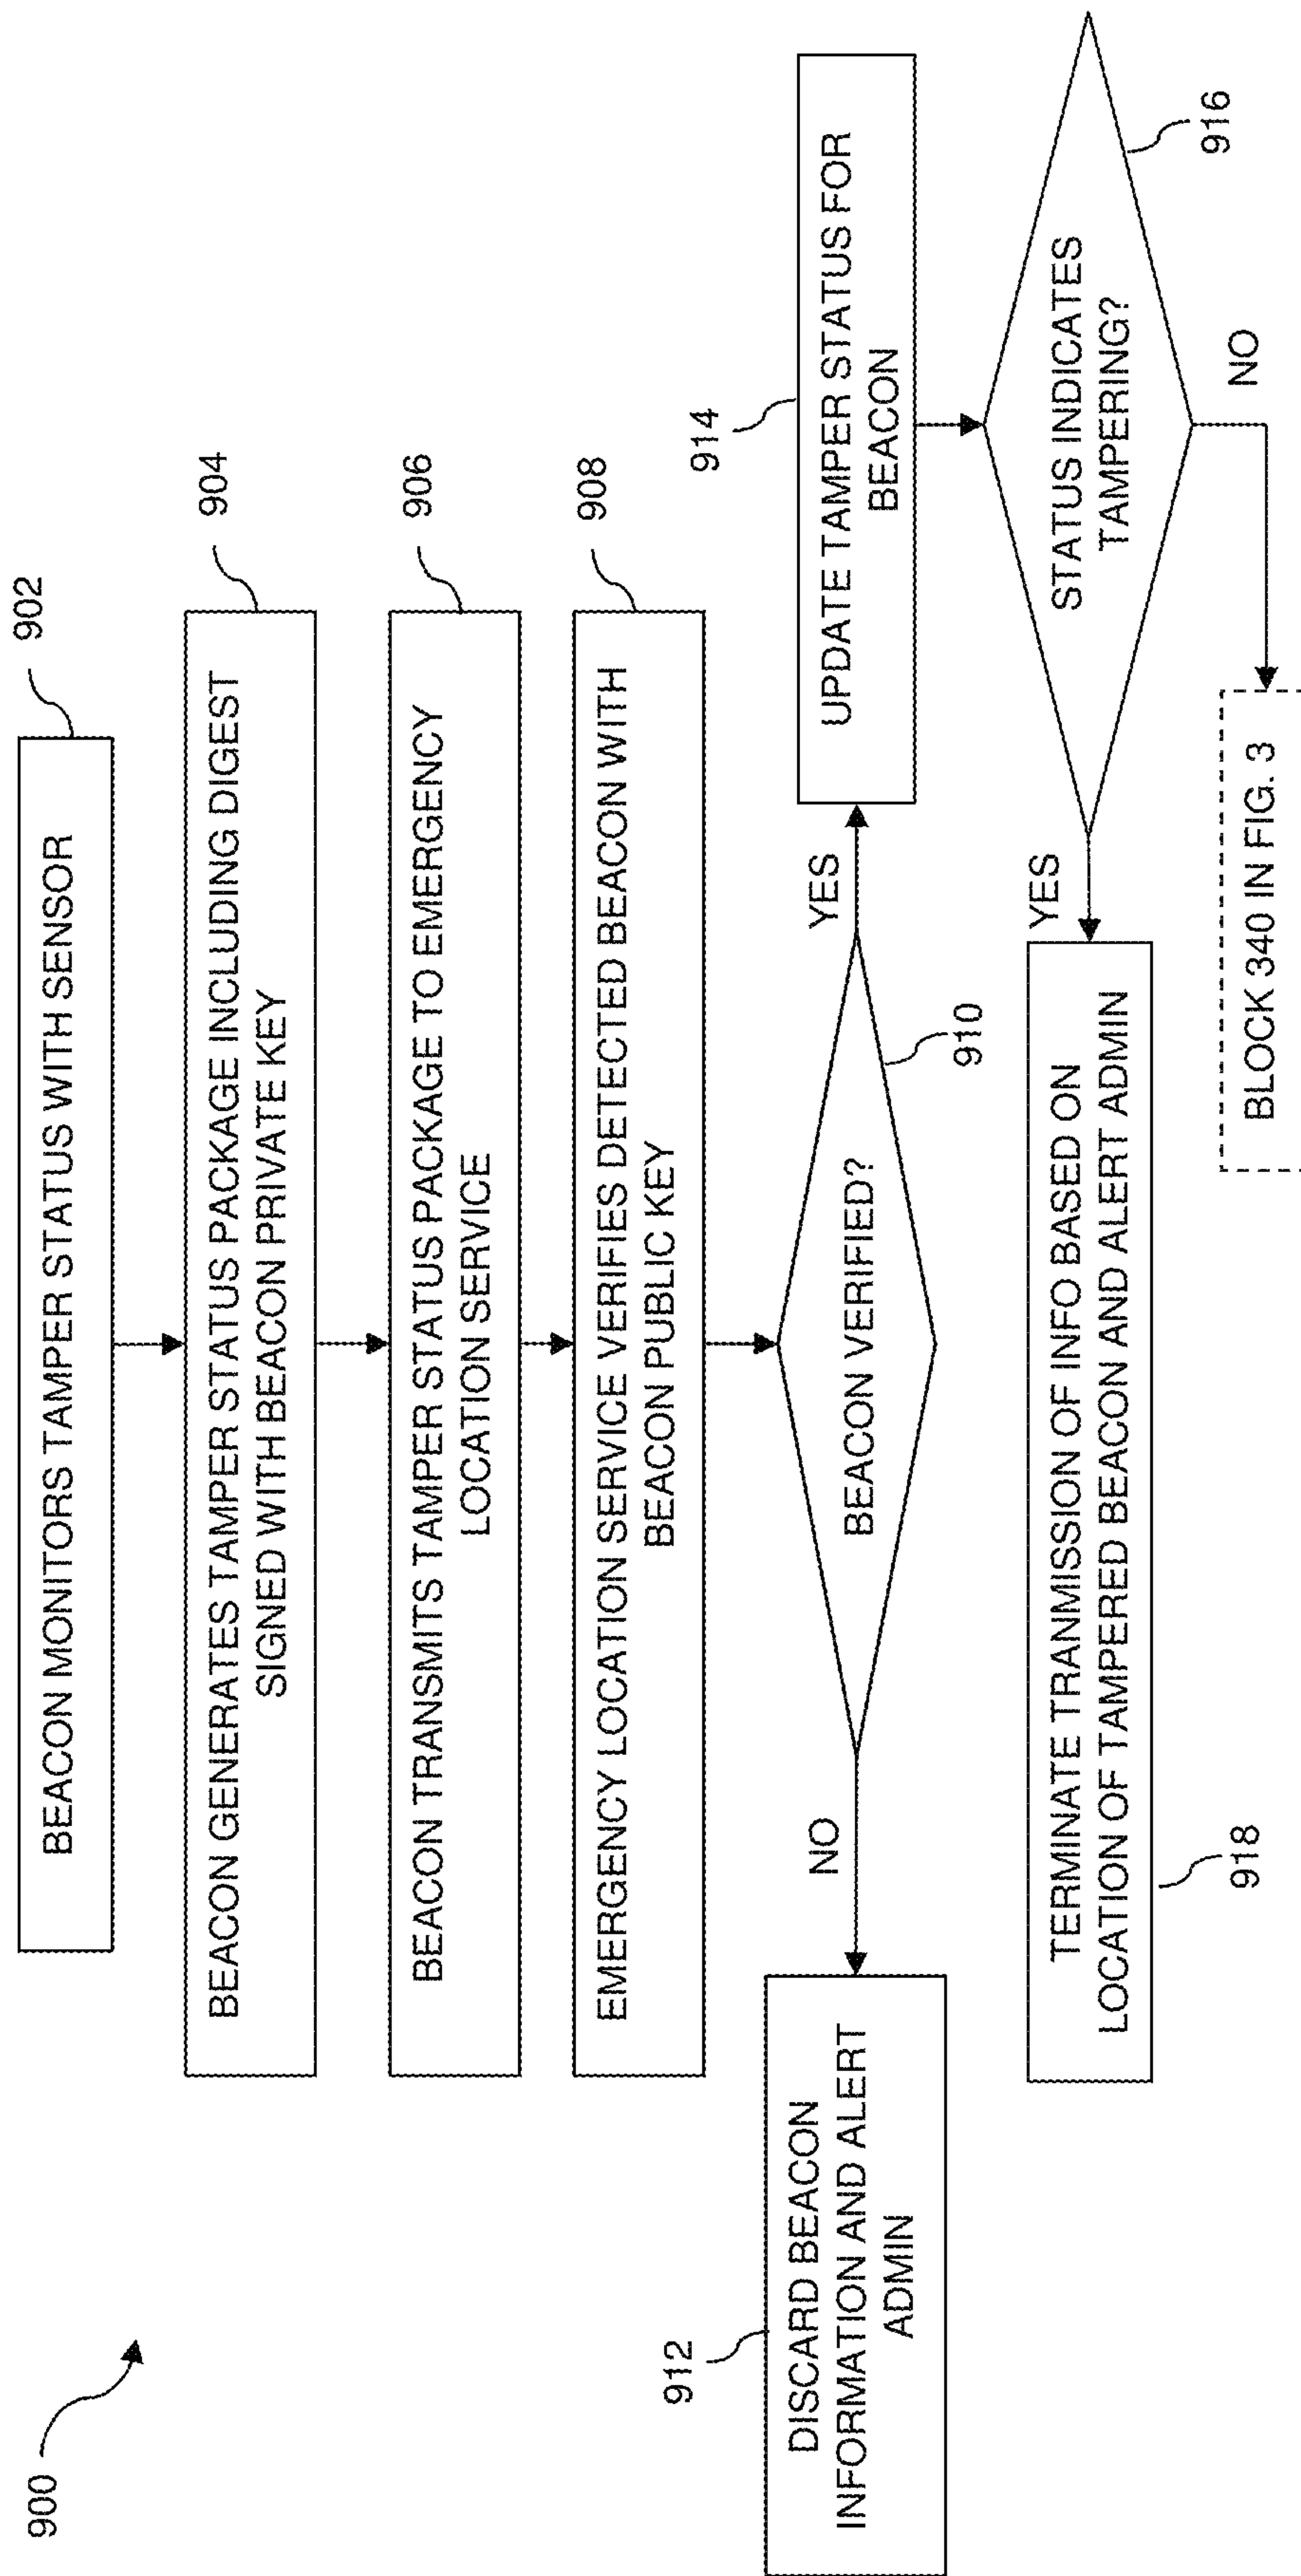 900
902
BEACON MONITORS TAMPER STATUS WITH SENSOR
904
BEACON GENERATES TAMPER STATUS PACKAGE INCLUDING DIGEST
SIGNED WITH BEACON PRIVATE KEY
906
BEACON TRANSMITS TAMPER STATUS PACKAGE TO EMERGENCY
LOCATION SERVICE
908
EMERGENCY LOCATION SERVICE VERIFIES DETECTED BEACON WITH
BEACON PUBLIC KEY
BEACON VERIFIED?
910
NO
912
DISCARD BEACON
INFORMATION AND ALERT
ADMIN
YES
914
UPDATE TAMPER STATUS FOR
BEACON
STATUS INDICATES
TAMPERING?
916
YES
TERMINATE TRANMISSION OF INFO BASED ON
LOCATION OF TAMPERED BEACON AND ALERT ADMIN
918
NO
BLOCK 340 IN FIG. 3